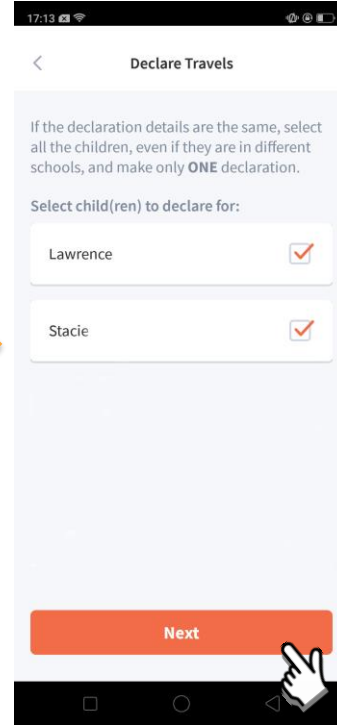 17:13
Declare Travels
If the declaration details are the same, select
all the children, even if they are in different
schools, and make only ONE declaration.
Select child(ren) to declare for:
Lawrence
Stacie
Next